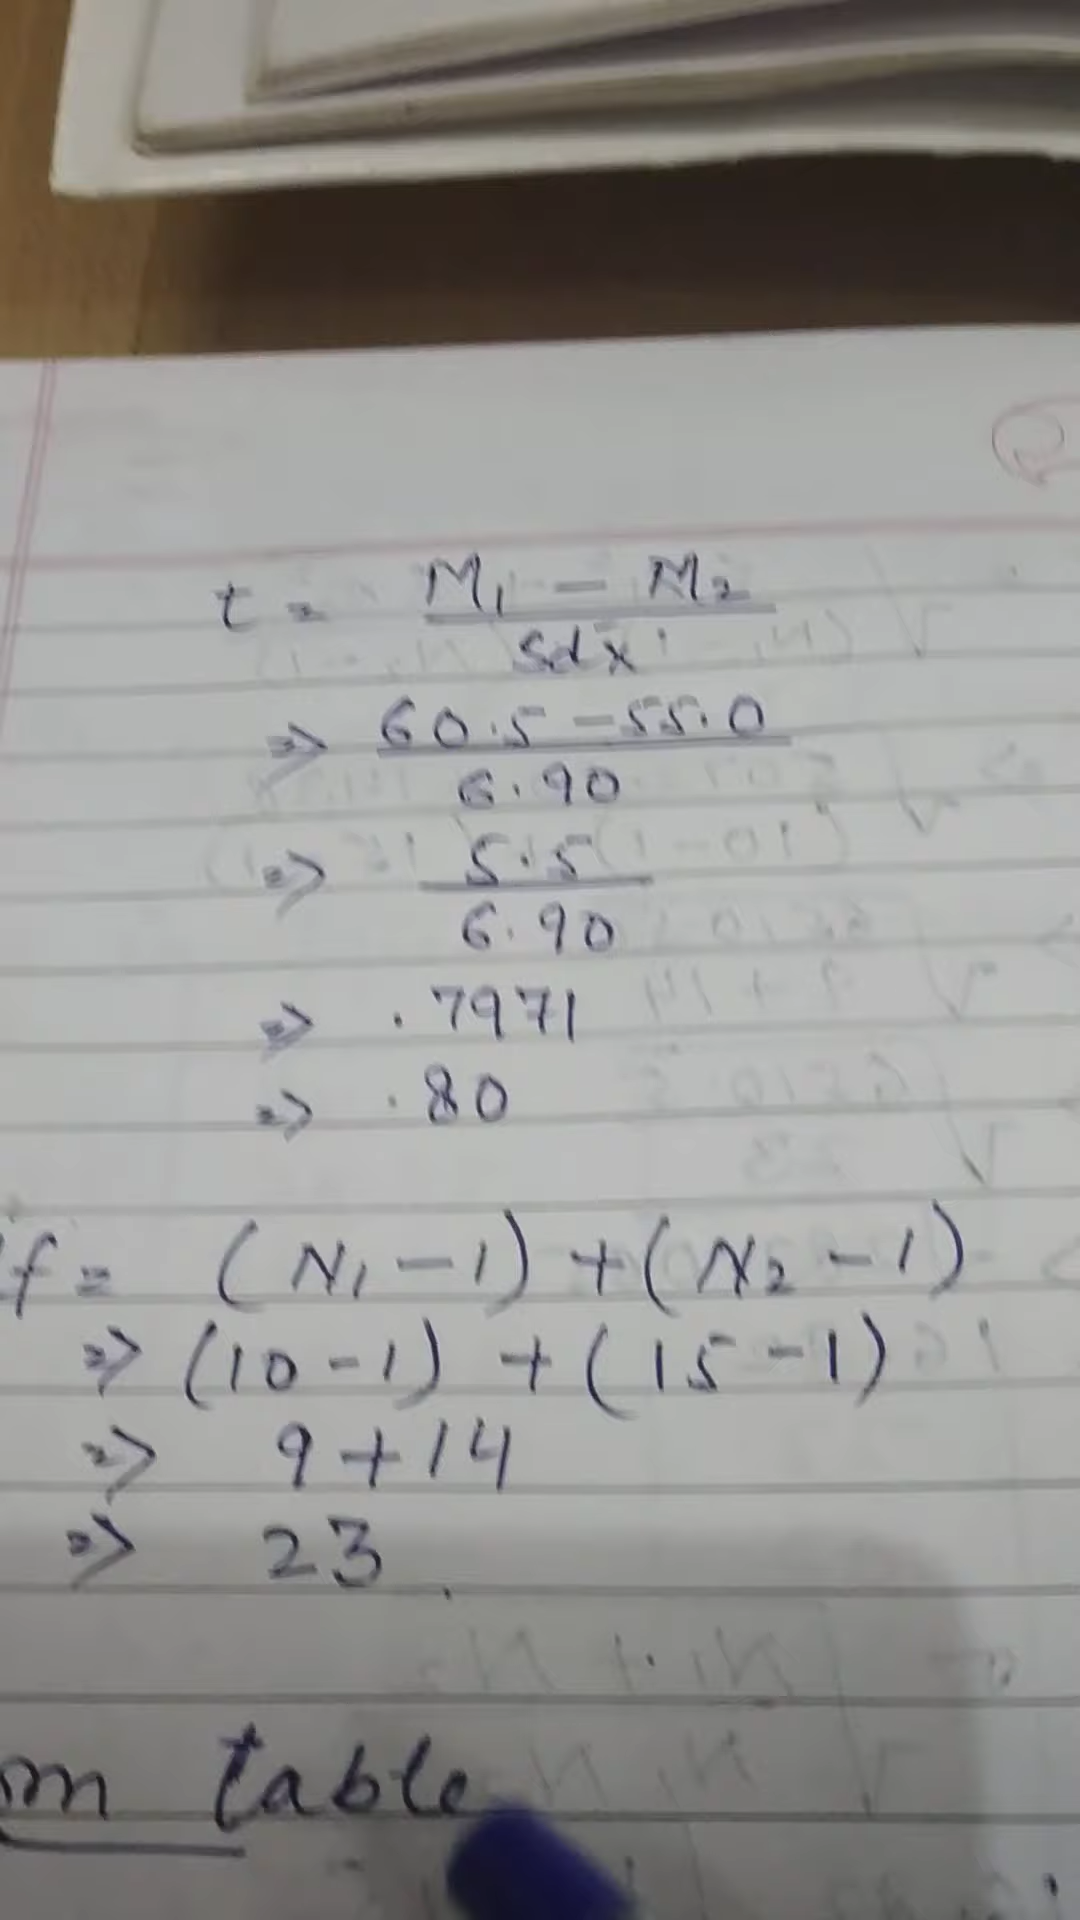 t = M₁ - M₂
Sdx̄
=> 60.5 - 55.0
6.90
=> 5.5
6.90
=> .7971
=> .80
f = (N₁ - 1) + (N₂ - 1)
=> (10 - 1) + (15 - 1)
=> 9 + 14
=> 23
m table